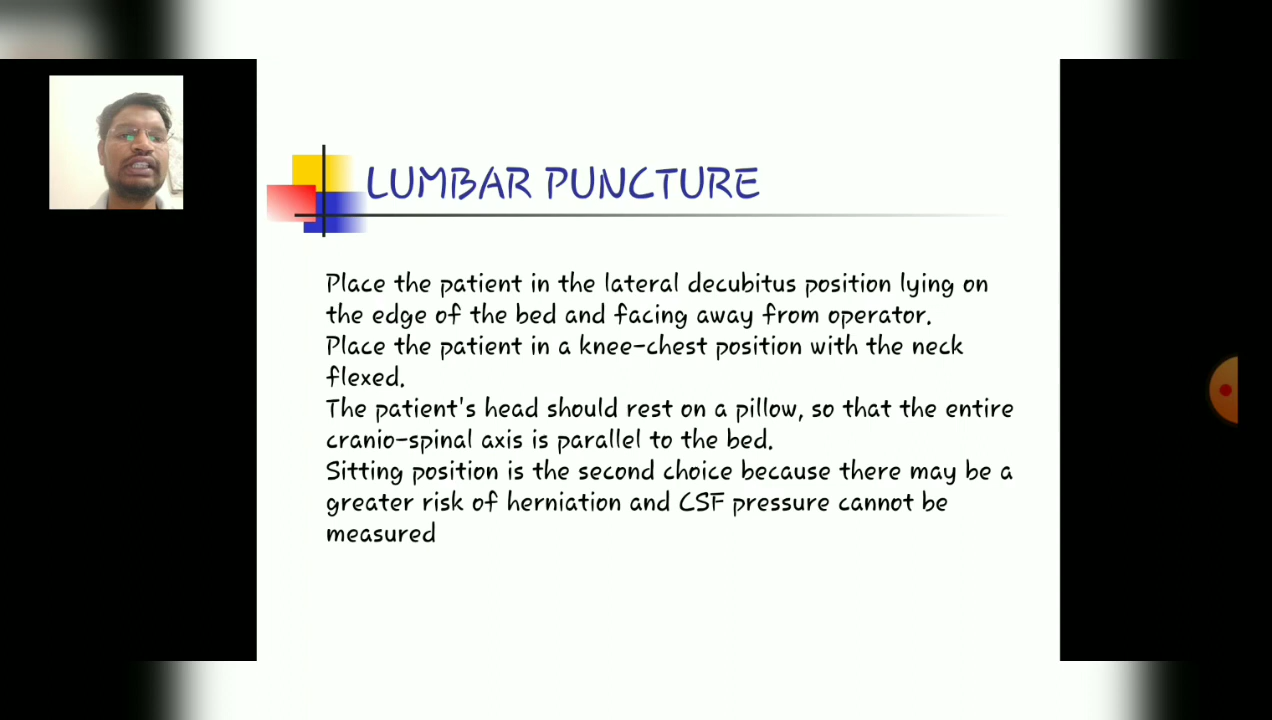 LUMBAR PUNCTURE
Place the patient in the lateral decubitus position lying on
the edge of the bed and facing away from operator.
Place the patient in a knee-chest position with the neck
flexed.
The patient's head should rest on a pillow, so that the entire
cranio-spinal axis is parallel to the bed.
Sitting position is the second choice because there may be a
greater risk of herniation and CSF pressure cannot be
measured